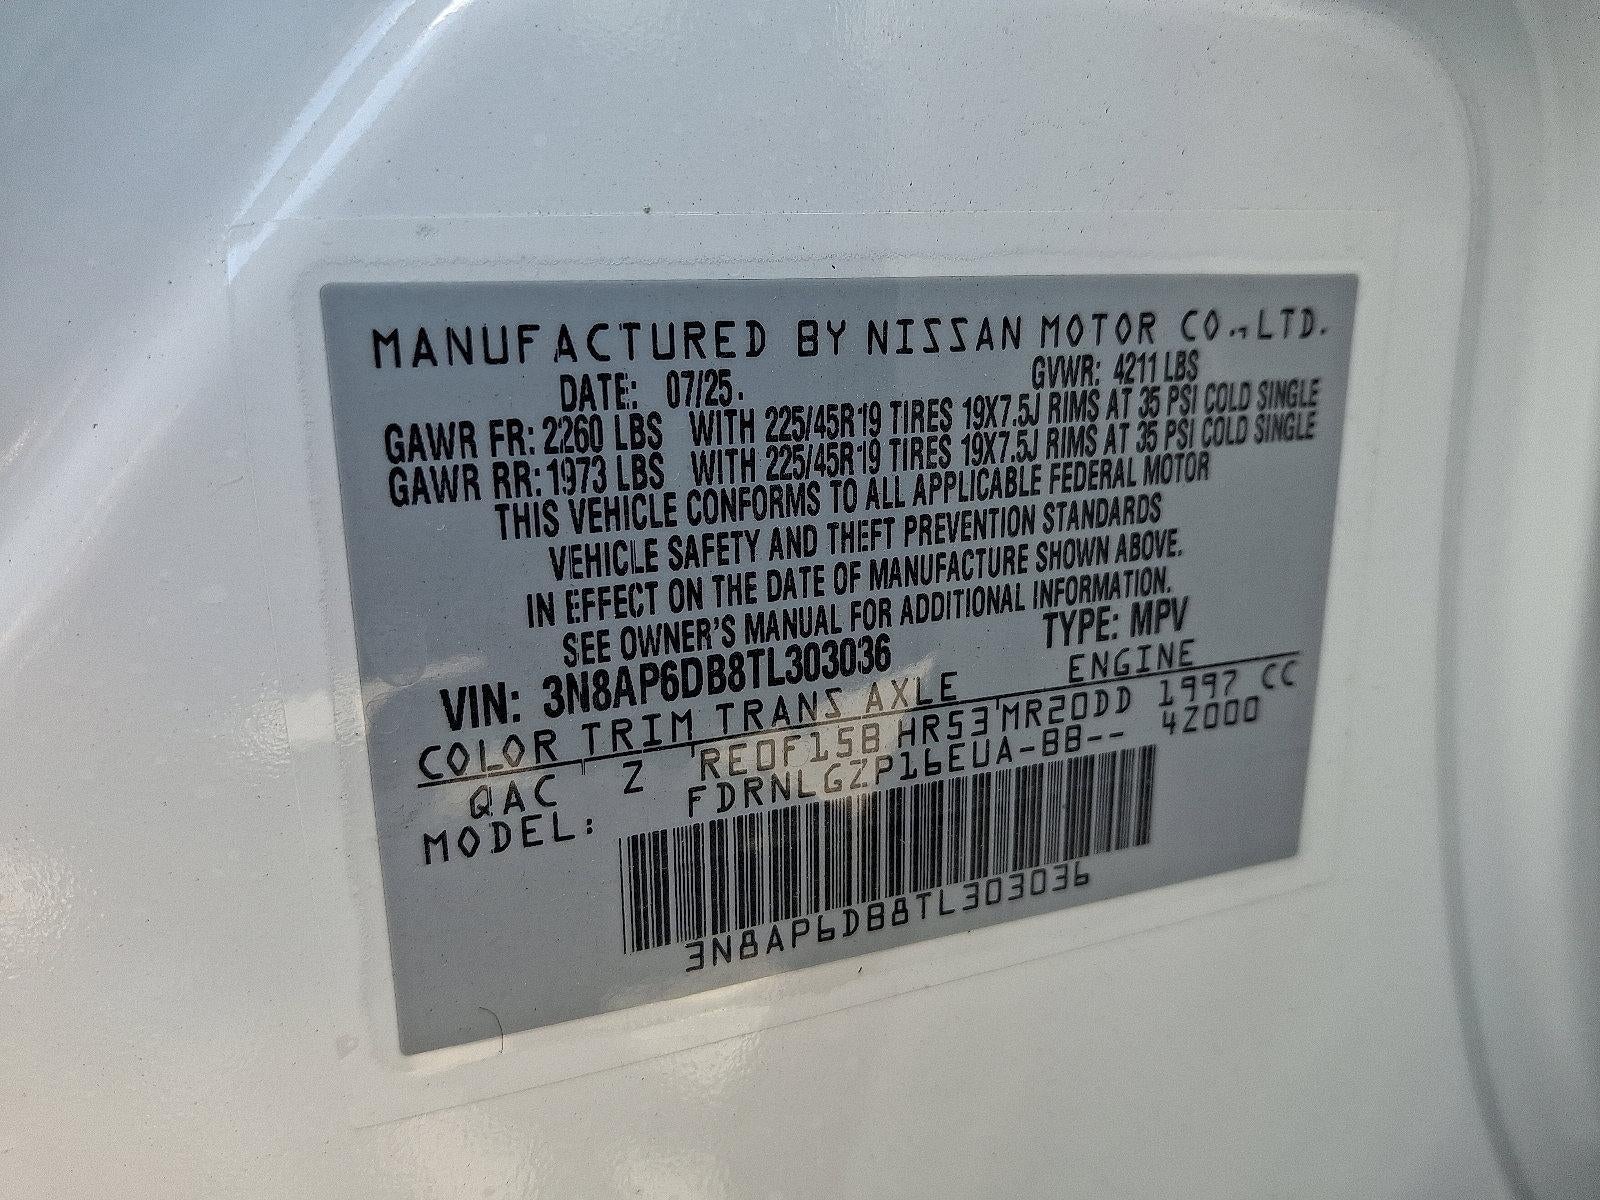 MANUFACTURED BY NISSAN MOTOR CO.,LTD.
DATE: 07/25. GVWR: 4211 LBS
GAWR FR: 2260 LBS WITH 225/45R19 TIRES 19X7.5J RIMS AT 35 PSI COLD SINGLE
GAWR RR: 1973 LBS WITH 225/45R19 TIRES 19X7.5J RIMS AT 35 PSI COLD SINGLE
THIS VEHICLE CONFORMS TO ALL APPLICABLE FEDERAL MOTOR
VEHICLE SAFETY AND THEFT PREVENTION STANDARDS
IN EFFECT ON THE DATE OF MANUFACTURE SHOWN ABOVE.
SEE OWNER'S MANUAL FOR ADDITIONAL INFORMATION.
VIN: 3N8AP6DB8TL303036 TYPE: MPV
COLOR TRIM TRANS AXLE ENGINE
QAC Z RE0F15B HR53 MR20DD 1997 CC
MODEL: FDRNLGZP16EUA-BB-- 42000
3N8AP6DB8TL303036